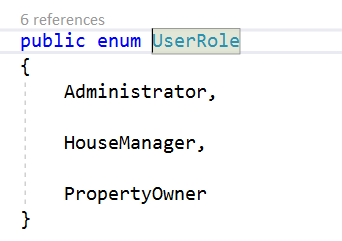 6 references
public enum UserRole
{
Administrator,
HouseManager,
PropertyOwner
}